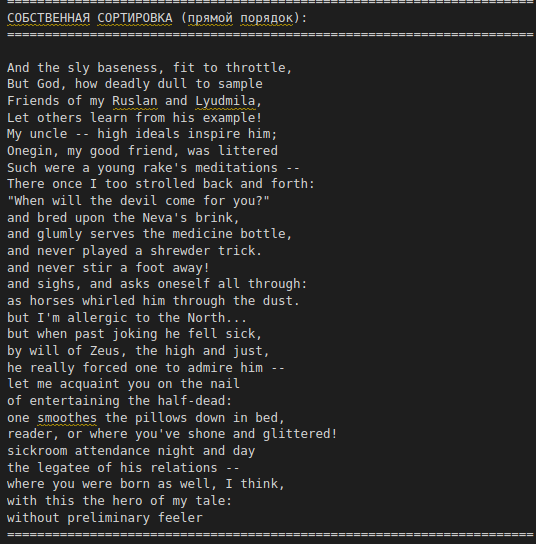 ==========================================================================
СОБСТВЕННАЯ СОРТИРОВКА (прямой порядок):
==========================================================================

And the sly baseness, fit to throttle,
But God, how deadly dull to sample
Friends of my Ruslan and Lyudmila,
Let others learn from his example!
My uncle -- high ideals inspire him;
Onegin, my good friend, was littered
Such were a young rake's meditations --
There once I too strolled back and forth:
"When will the devil come for you?"
and bred upon the Neva's brink,
and glumly serves the medicine bottle,
and never played a shrewder trick.
and never stir a foot away!
and sighs, and asks oneself all through:
as horses whirled him through the dust.
but I'm allergic to the North...
but when past joking he fell sick,
by will of Zeus, the high and just,
he really forced one to admire him --
let me acquaint you on the nail
of entertaining the half-dead:
one smoothes the pillows down in bed,
reader, or where you've shone and glittered!
sickroom attendance night and day
the legatee of his relations --
where you were born as well, I think,
with this the hero of my tale:
without preliminary feeler
==========================================================================